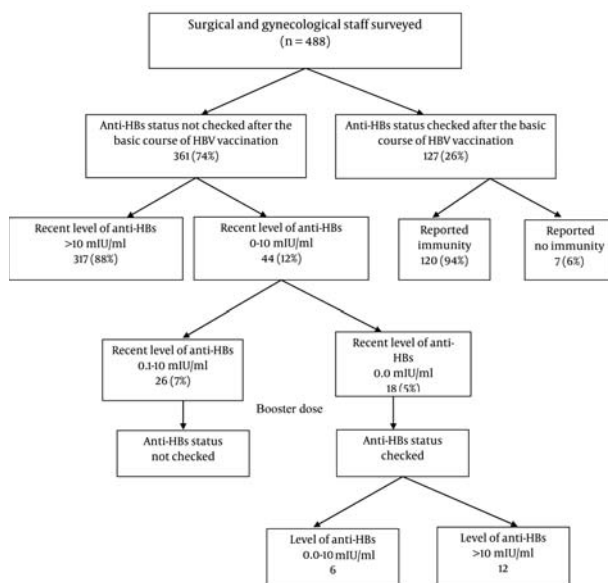 Surgical and gynecological staff surveyed
(n = 488)
Anti-HBs status not checked after the
basic course of HBV vaccination
361 (74%)
Anti-HBs status checked after the basic
course of HBV vaccination
127 (26%)
Recent level of anti-HBs
>10 mIU/ml
317 (88%)
Recent level of anti-HBs
0-10 mIU/ml
44 (12%)
Reported
immunity
120 (94%)
Reported
no immunity
7 (6%)
Recent level of anti-HBs
0.1-10 mIU/ml
26 (7%)
Recent level of anti-
HBs
0.0 mIU/ml
18 (5%)
Booster dose
Anti-HBs status
not checked
Anti-HBs status
checked
Level of anti-HBs
0.0-10 mIU/ml
6
Level of anti-HBs
>10 mIU/ml
12